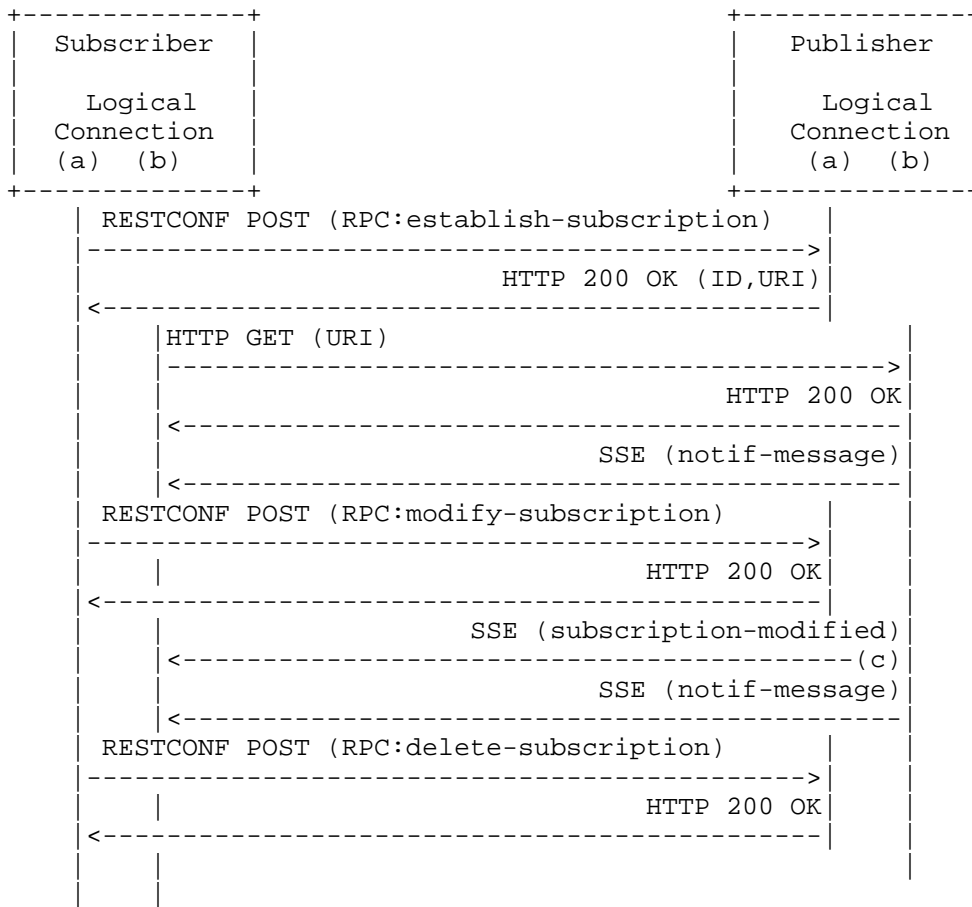 Subscriber Publisher
Logical Logical
Connection Connection
(a) (b) (a) (b)
RESTCONF POST (RPC:establish-subscription)
HTTP 200 OK (ID,URI)
HTTP GET (URI)
HTTP 200 OK
SSE (notif-message)
RESTCONF POST (RPC:modify-subscription)
HTTP 200 OK
SSE (subscription-modified)
(c)
SSE (notif-message)
RESTCONF POST (RPC:delete-subscription)
HTTP 200 OK